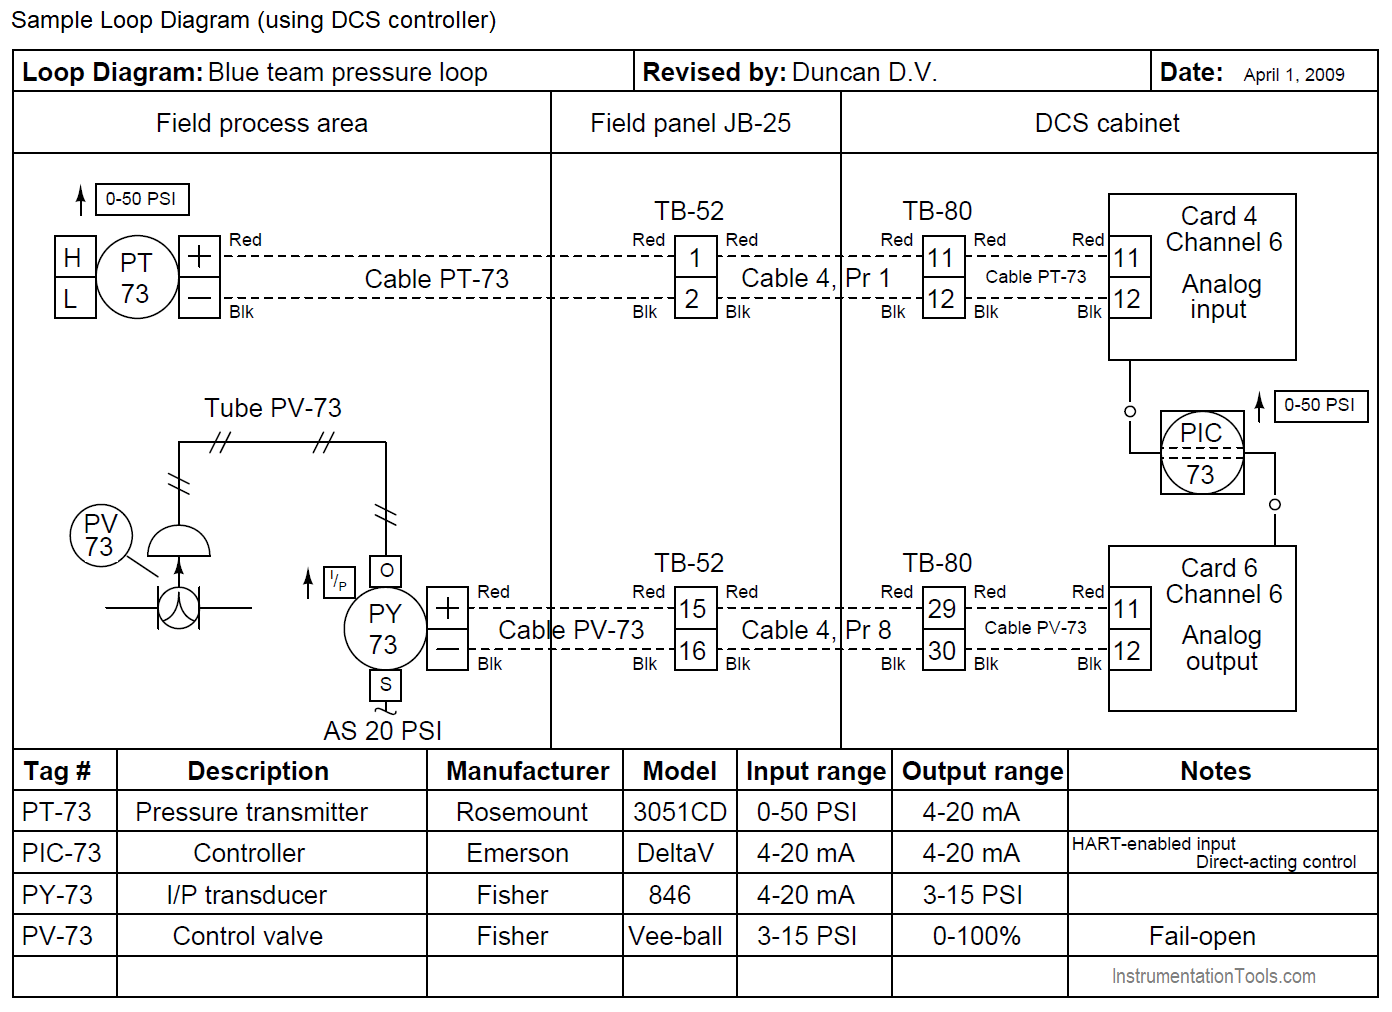 Sample Loop Diagram (using DCS controller)
Loop Diagram: Blue team pressure loop
Revised by: Duncan D.V.
Date: April 1, 2009
Field process area
Field panel JB-25
DCS cabinet
0-50 PSI
H
L
PT
73
+
—
Red
Blk
Cable PT-73
TB-52
Red
Blk
1
2
Red
Blk
Cable 4, Pr 1
TB-80
Red
Blk
11
12
Red
Blk
Cable PT-73
Red
Blk
11
12
Card 4
Channel 6
Analog
input
PIC
73
0-50 PSI
Tube PV-73
PV
73
I/P
O
PY
73
S
AS 20 PSI
+
—
Red
Blk
Cable PV-73
TB-52
Red
Blk
15
16
Red
Blk
Cable 4, Pr 8
TB-80
Red
Blk
29
30
Red
Blk
Cable PV-73
Red
Blk
11
12
Card 6
Channel 6
Analog
output
Tag # Description Manufacturer Model Input range Output range Notes
PT-73 Pressure transmitter Rosemount 3051CD 0-50 PSI 4-20 mA
PIC-73 Controller Emerson DeltaV 4-20 mA 4-20 mA HART-enabled input
Direct-acting control
PY-73 I/P transducer Fisher 846 4-20 mA 3-15 PSI
PV-73 Control valve Fisher Vee-ball 3-15 PSI 0-100% Fail-open
InstrumentationTools.com